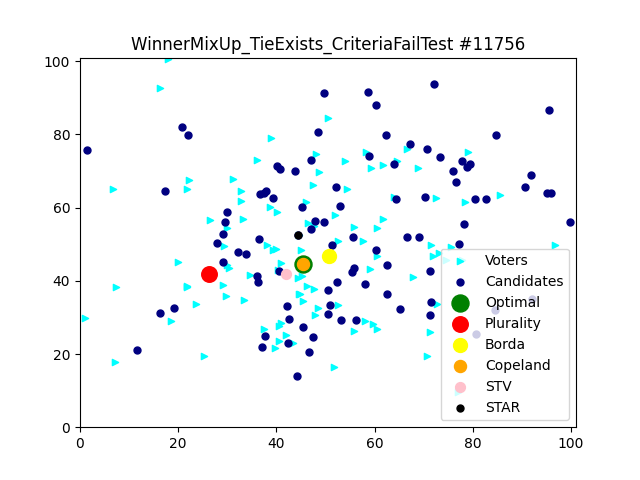 WinnerMixUp_TieExists_CriteriaFailTest #11756
100
80
60
40
20
0
0
20
40
60
80
100
Voters
Candidates
Optimal
Plurality
Borda
Copeland
STV
STAR